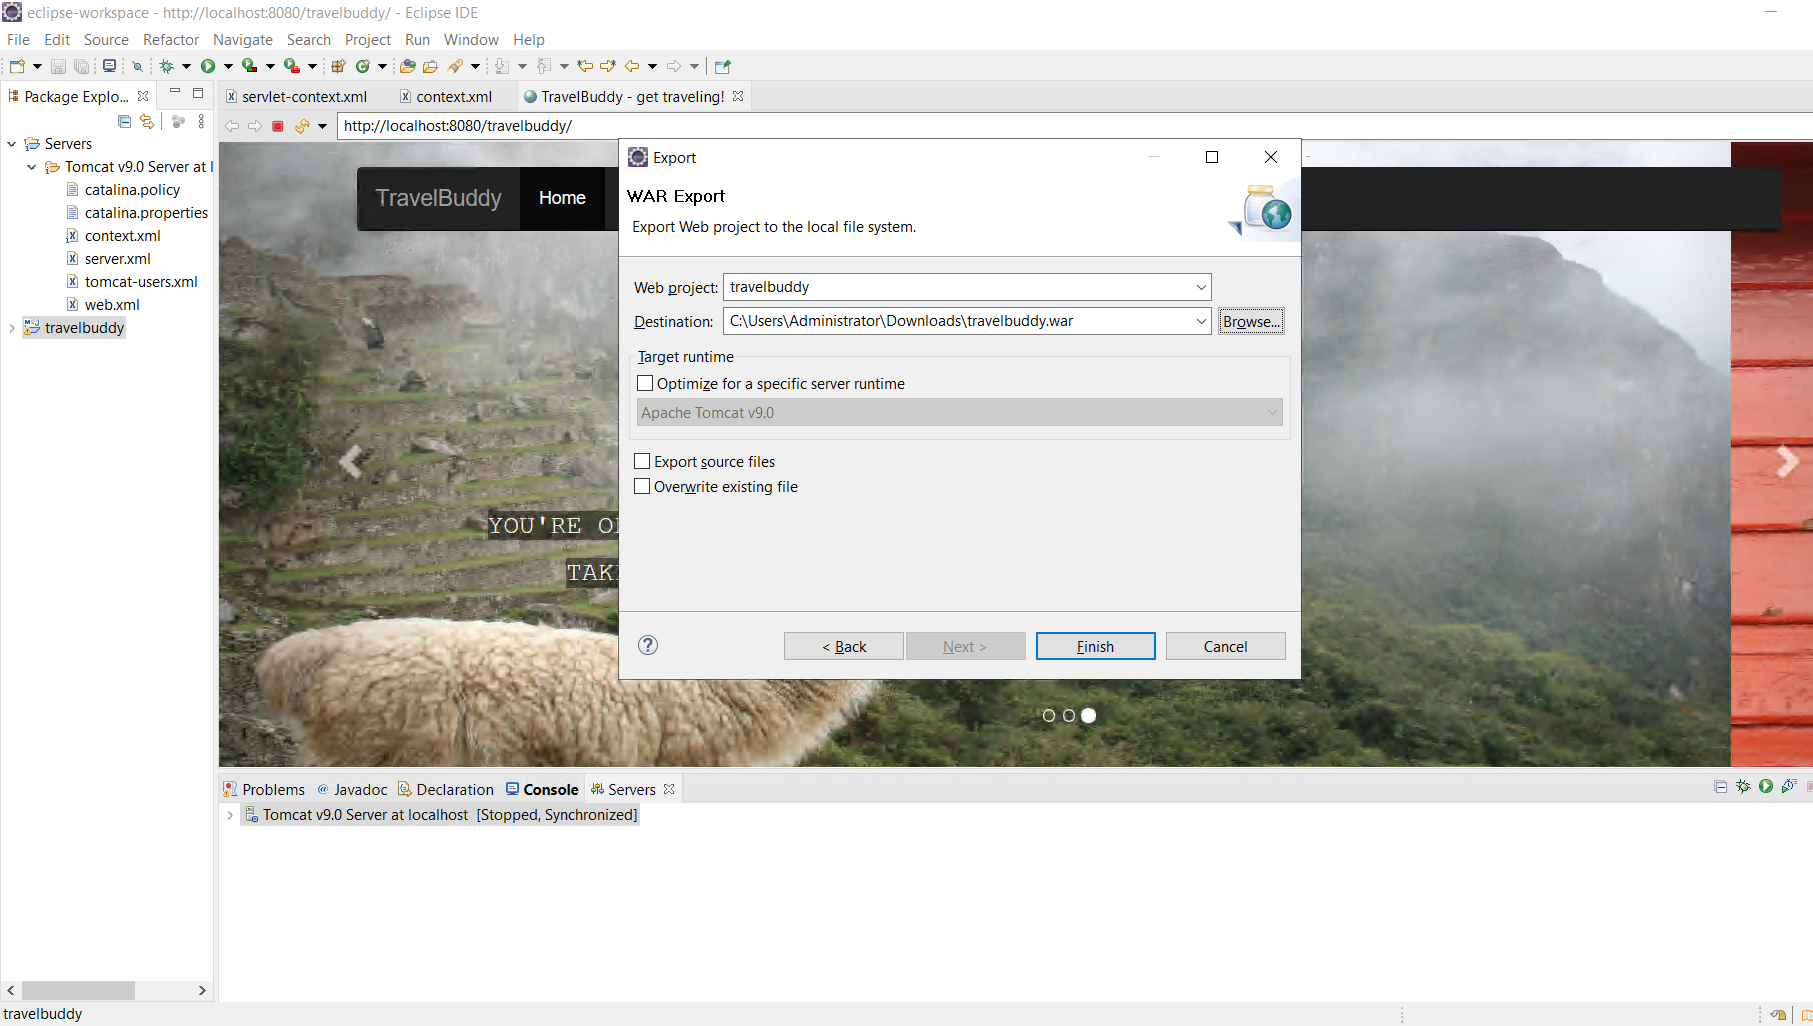 eclipse-workspace - http://localhost:8080/travelbuddy/ - Eclipse IDE
File Edit Source Refactor Navigate Search Project Run Window Help
Package Explo...
servlet-context.xml context.xml TravelBuddy - get traveling!
http://localhost:8080/travelbuddy/
Servers
Tomcat v9.0 Server at
catalina.policy
catalina.properties
context.xml
server.xml
tomcat-users.xml
web.xml
travelbuddy
TravelBuddy Home
YOU'RE
Export
WAR Export
Export Web project to the local file system.
Web project: travelbuddy
Destination: C:\Users\Administrator\Downloads\travelbuddy.war Browse...
Target runtime
Optimize for a specific server runtime
Apache Tomcat v9.0
Export source files
Overwrite existing file
< Back Next > Finish Cancel
Problems @ Javadoc Declaration Console Servers
Tomcat v9.0 Server at localhost [Stopped, Synchronized]
travelbuddy